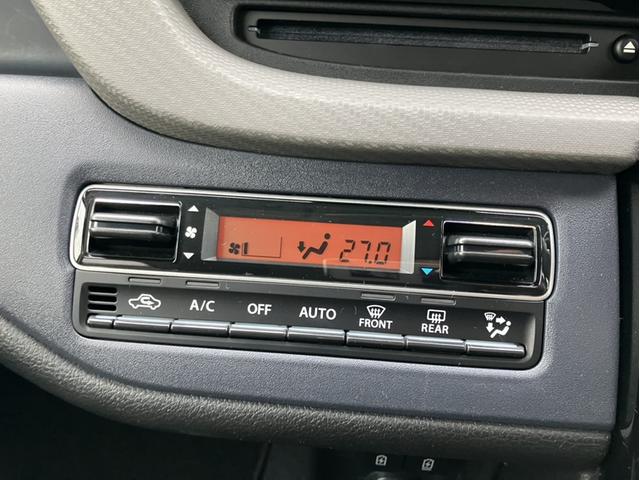 27.0
A/C OFF AUTO FRONT REAR